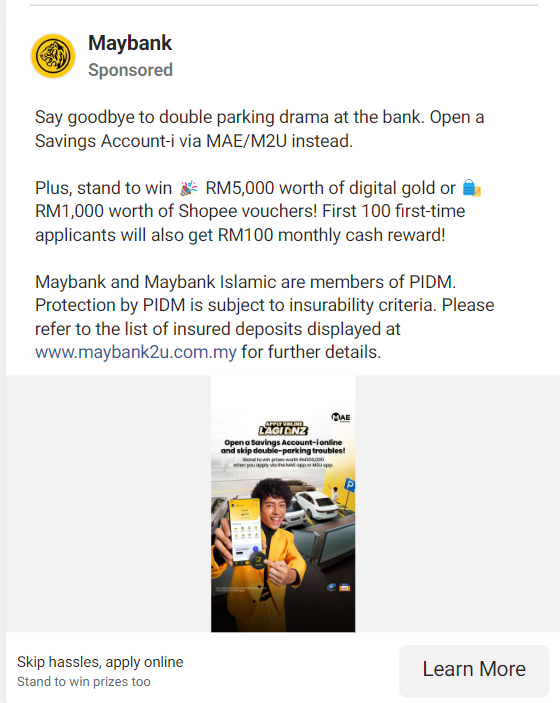 Maybank
Sponsored
Say goodbye to double parking drama at the bank. Open a
Savings Account-i via MAE/M2U instead.
Plus, stand to win 🎉 RM5,000 worth of digital gold or 🛍️
RM1,000 worth of Shopee vouchers! First 100 first-time
applicants will also get RM100 monthly cash reward!
Maybank and Maybank Islamic are members of PIDM.
Protection by PIDM is subject to insurability criteria. Please
refer to the list of insured deposits displayed at
www.maybank2u.com.my for further details.
MAE
APPLY ONLINE
LAGI ONZ
Open a Savings Account-i online
and skip double-parking troubles!
Stand to win prizes worth RM200,000
when you apply via the MAE app or M2U app.
P
Skip hassles, apply online
Stand to win prizes too
Learn More